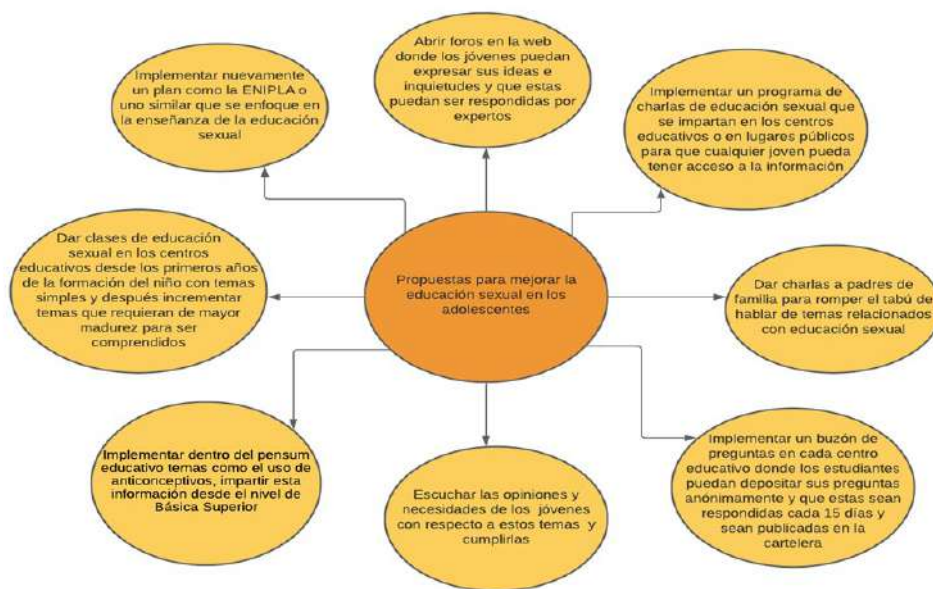 Implementar nuevamente
un plan como la ENIPLA o
uno similar que se enfoque en
la enseñanza de la educación
sexual
Abrir foros en la web
donde los jóvenes puedan
expresar sus ideas e
inquietudes y que estas
puedan ser respondidas por
expertos
Implementar un programa de
charlas de educación sexual que
se impartan en los centros
educativos o en lugares públicos
para que cualquier joven pueda
tener acceso a la información
Dar clases de educación
sexual en los centros
educativos desde los primeros años
de la formación del niño con temas
simples y después incrementar
temas que requieran de mayor
madurez para ser
comprendidos
Propuestas para mejorar la
educación sexual en los
adolescentes
Dar charlas a padres de
familia para romper el tabú de
hablar de temas relacionados
con educación sexual
Implementar dentro del pensum
educativo temas como el uso de
anticonceptivos, impartir esta
información desde el nivel de
Básica Superior
Escuchar las opiniones y
necesidades de los jóvenes
con respecto a estos temas y
cumplirlas
Implementar un buzón de
preguntas en cada centro
educativo donde los estudiantes
puedan depositar sus preguntas
anónimamente y que estas sean
respondidas cada 15 días y
sean publicadas en la
cartelera